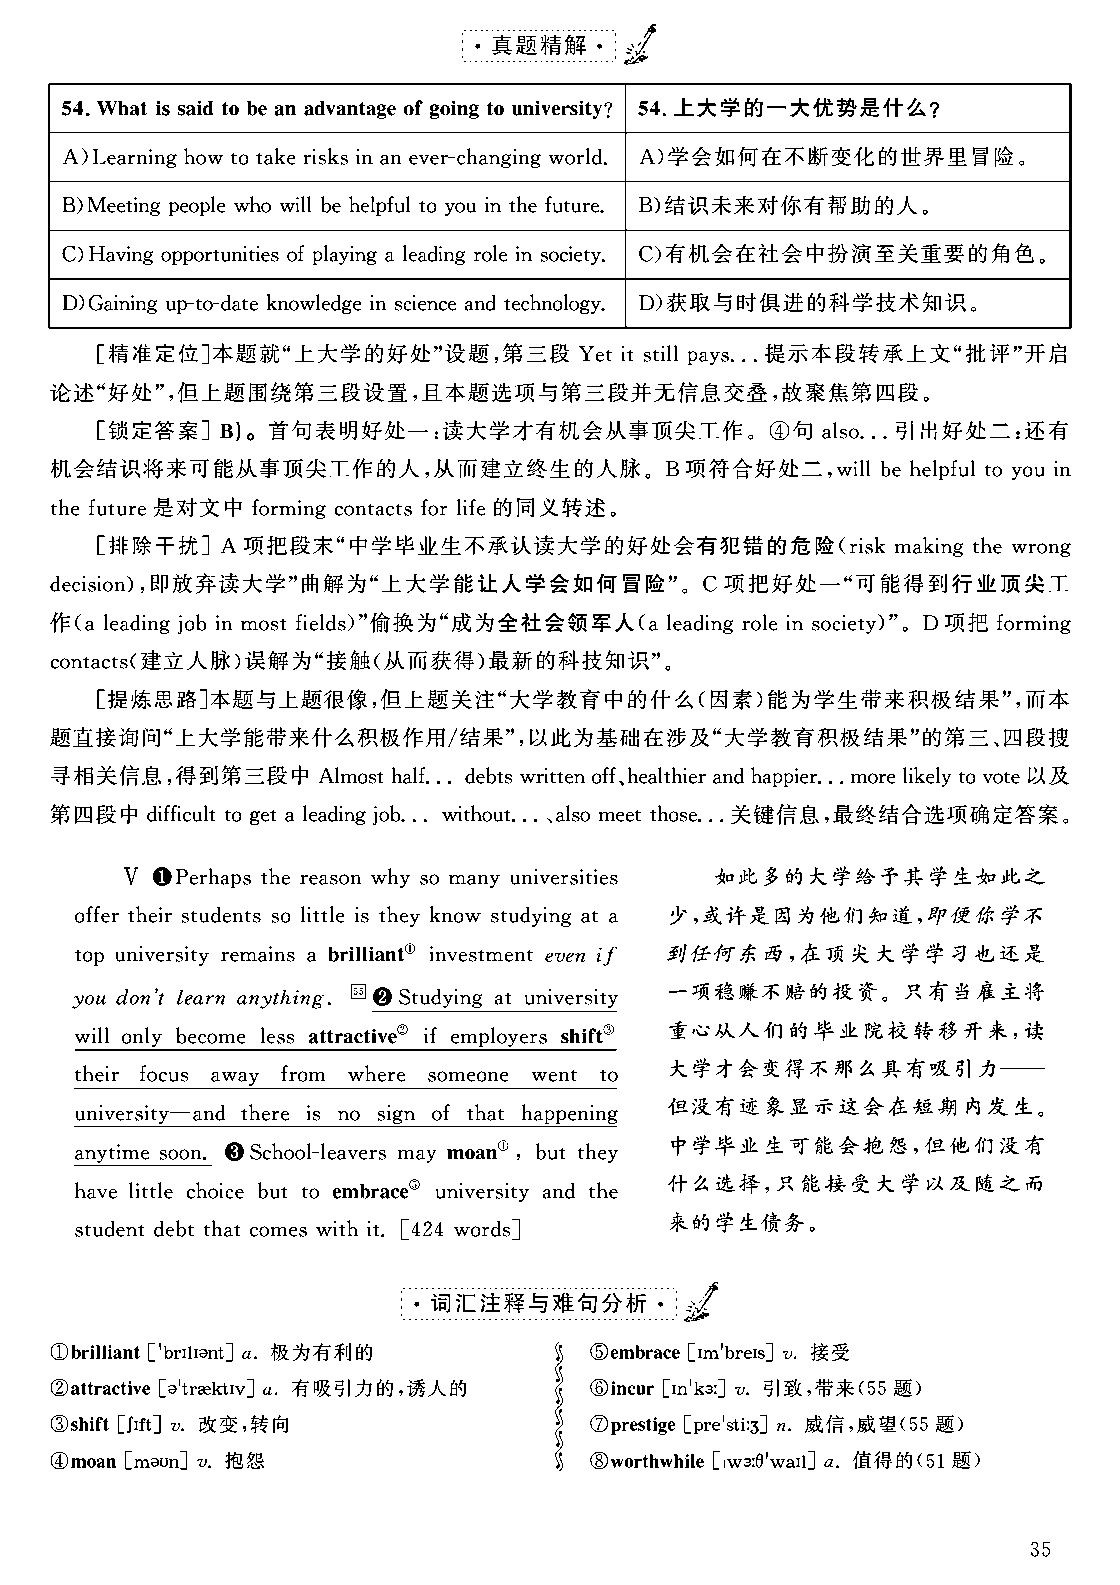 ·真题精解·
54. What is said to be an advantage of going to university?
54. 上大学的一大优势是什么?
A)Learning how to take risks in an ever-changing world.
A)学会如何在不断变化的世界里冒险。
B)Meeting people who will be helpful to you in the future.
B)结识未来对你有帮助的人。
C)Having opportunities of playing a leading role in society.
C)有机会在社会中扮演至关重要的角色。
D)Gaining up-to-date knowledge in science and technology.
D)获取与时俱进的科学技术知识。
[精准定位]本题就“上大学的好处”设题,第三段 Yet it still pays...提示本段转承上文“批评”开启
论述“好处”,但上题围绕第三段设置,且本题选项与第三段并无信息交叠,故聚焦第四段。
[锁定答案] B)。首句表明好处一:读大学才有机会从事顶尖工作。④句 also...引出好处二:还有
机会结识将来可能从事顶尖工作的人,从而建立终生的人脉。B项符合好处二,will be helpful to you in
the future 是对文中 forming contacts for life 的同义转述。
[排除干扰] A 项把段末“中学毕业生不承认读大学的好处会有犯错的危险(risk making the wrong
decision),即放弃读大学”曲解为“上大学能让人学会如何冒险”。C 项把好处一“可能得到行业顶尖工
作(a leading job in most fields)”偷换为“成为全社会领军人(a leading role in society)”。D 项把 forming
contacts(建立人脉)误解为“接触(从而获得)最新的科技知识”。
[提炼思路]本题与上题很像,但上题关注“大学教育中的什么(因素)能为学生带来积极结果”,而本
题直接询问“上大学能带来什么积极作用/结果”,以此为基础在涉及“大学教育积极结果”的第三、四段搜
寻相关信息,得到第三段中 Almost half... debts written off、healthier and happier...more likely to vote 以及
第四段中 difficult to get a leading job... without...、also meet those...关键信息,最终结合选项确定答案。
Ⅴ ❶Perhaps the reason why so many universities
offer their students so little is they know studying at a
top university remains a brilliant① investment even if
you don't learn anything. 55 ❷Studying at university
will only become less attractive② if employers shift③
their focus away from where someone went to
university—and there is no sign of that happening
anytime soon. ❸School-leavers may moan④, but they
have little choice but to embrace⑤ university and the
student debt that comes with it. [424 words]
如此多的大学给予其学生如此之
少,或许是因为他们知道,即便你学不
到任何东西,在顶尖大学学习也还是
一项稳赚不赔的投资。只有当雇主将
重心从人们的毕业院校转移开来,读
大学才会变得不那么具有吸引力——
但没有迹象显示这会在短期内发生。
中学毕业生可能会抱怨,但他们没有
什么选择,只能接受大学以及随之而
来的学生债务。
·词汇注释与难句分析·
①brilliant [ˈbrɪlɪənt] a. 极为有利的
②attractive [əˈtræktɪv] a. 有吸引力的,诱人的
③shift [ʃɪft] v. 改变,转向
④moan [məʊn] v. 抱怨
⑤embrace [ɪmˈbreɪs] v. 接受
⑥incur [ɪnˈkɜː] v. 引致,带来(55 题)
⑦prestige [preˈstiːʒ] n. 威信,威望(55 题)
⑧worthwhile [ˌwɜːθˈwaɪl] a. 值得的(51 题)
35